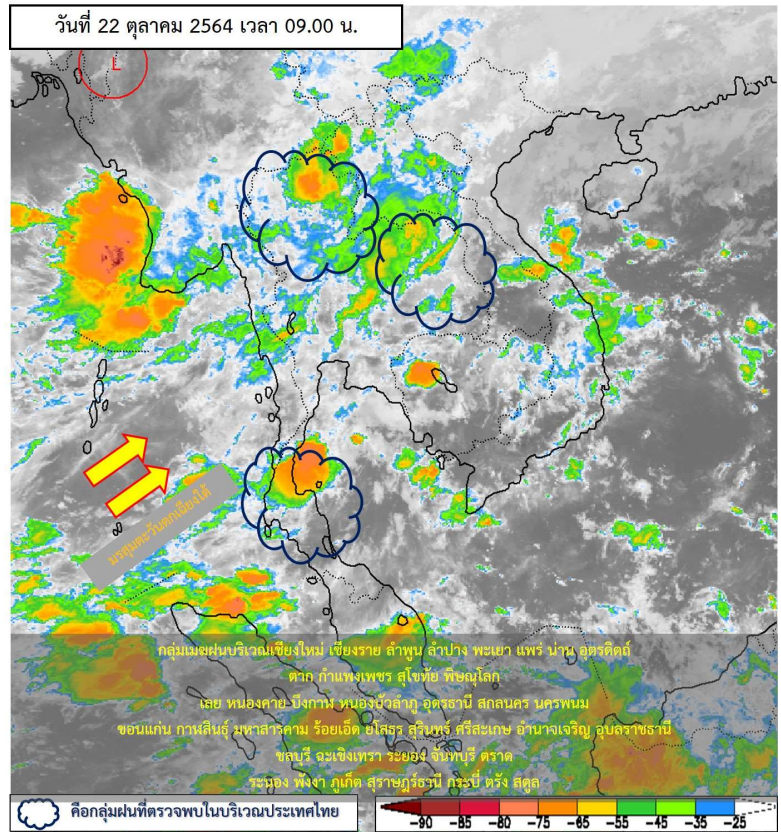 วันที่ 22 ตุลาคม 2564 เวลา 09.00 น.
L
มรสุมตะวันตกเฉียงใต้
กลุ่มเมฆฝนบริเวณเชียงใหม่ เชียงราย ลำพูน ลำปาง พะเยา แพร่ น่าน อุตรดิตถ์
ตาก กำแพงเพชร สุโขทัย พิษณุโลก
เลย หนองคาย บึงกาฬ หนองบัวลำภู อุดรธานี สกลนคร นครพนม
ขอนแก่น กาฬสินธุ์ มหาสารคาม ร้อยเอ็ด ยโสธร สุรินทร์ ศรีสะเกษ อำนาจเจริญ อุบลราชธานี
ชลบุรี ฉะเชิงเทรา ระยอง จันทบุรี ตราด
ระนอง พังงา ภูเก็ต สุราษฎร์ธานี กระบี่ ตรัง สตูล
คือกลุ่มฝนที่ตรวจพบในบริเวณประเทศไทย
-90 -85 -80 -75 -65 -55 -45 -35 -25